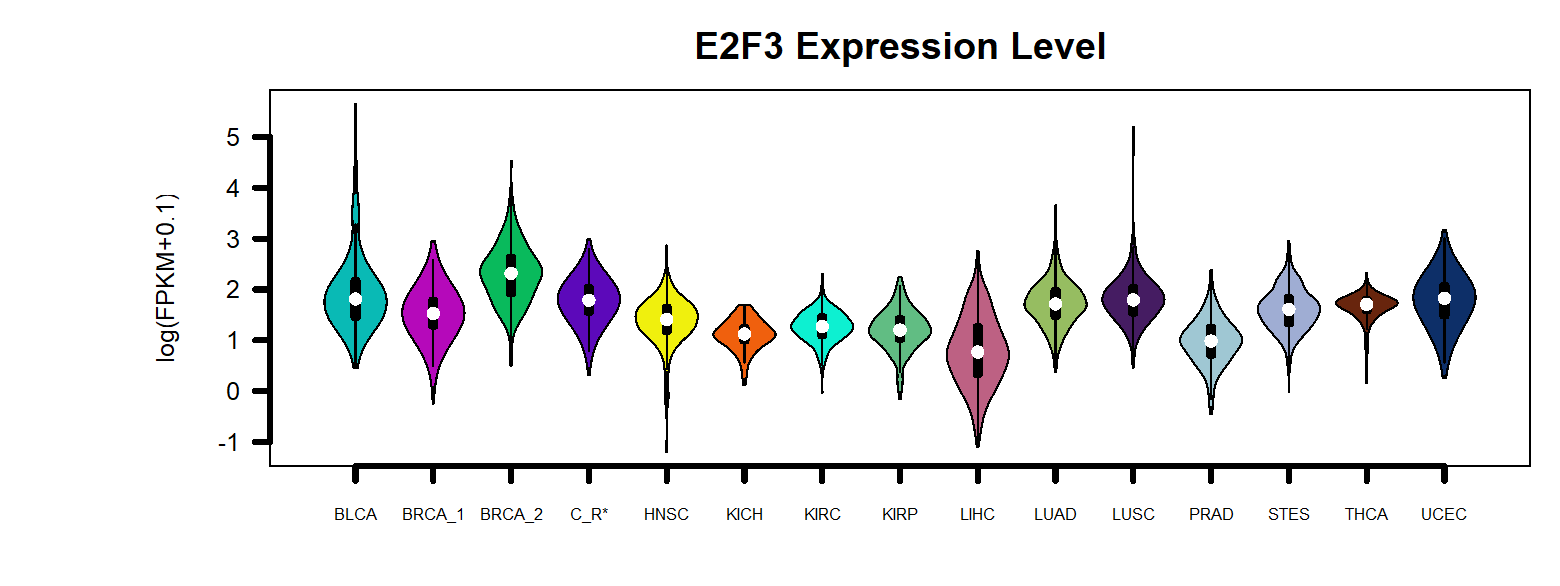 E2F3 Expression Level
log(FPKM+0.1)
5
4
3
2
1
0
-1
BLCA BRCA_1 BRCA_2 C_R* HNSC KICH KIRC KIRP LIHC LUAD LUSC PRAD STES THCA UCEC